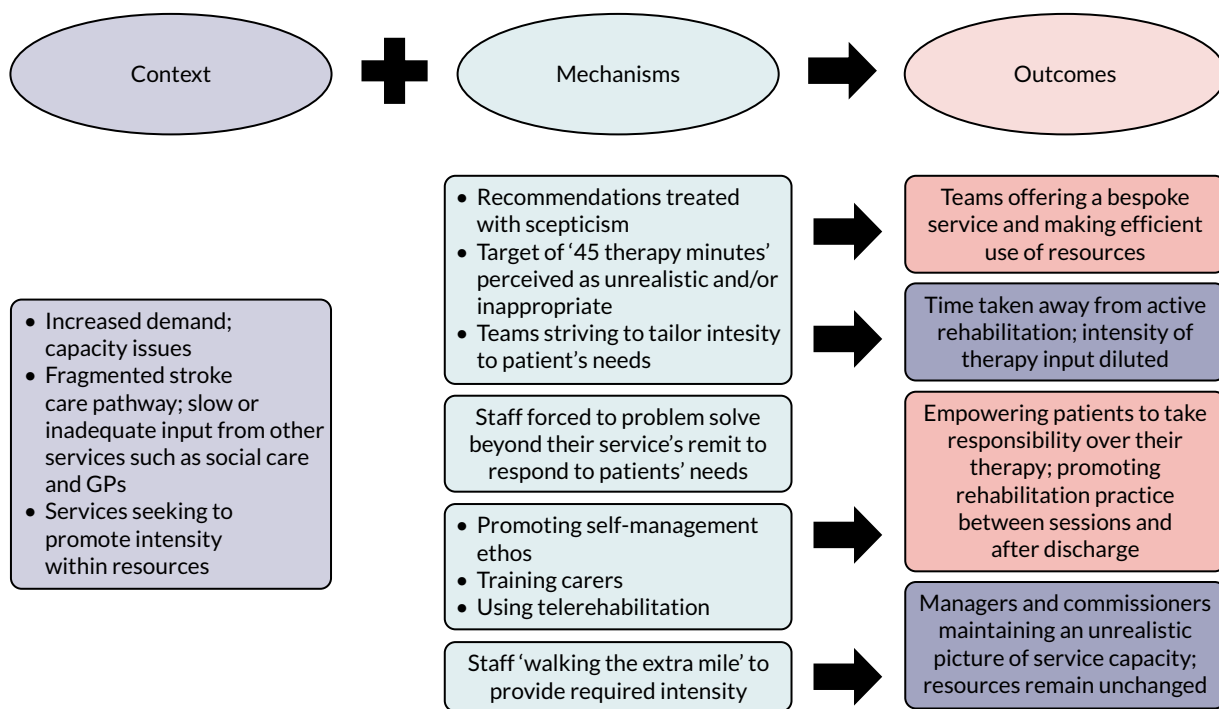 Context
Mechanisms
Outcomes
• Increased demand;
capacity issues
• Fragmented stroke
care pathway; slow or
inadequate input from other
services such as social care
and GPs
• Services seeking to
promote intensity
within resources
• Recommendations treated
with scepticism
• Target of ‘45 therapy minutes’
perceived as unrealistic and/or
inappropriate
• Teams striving to tailor intesity
to patient’s needs
Staff forced to problem solve
beyond their service’s remit to
respond to patients’ needs
• Promoting self-management
ethos
• Training carers
• Using telerehabilitation
Staff ‘walking the extra mile’ to
provide required intensity
Teams offering a bespoke
service and making efficient
use of resources
Time taken away from active
rehabilitation; intensity of
therapy input diluted
Empowering patients to take
responsibility over their
therapy; promoting
rehabilitation practice
between sessions and
after discharge
Managers and commissioners
maintaining an unrealistic
picture of service capacity;
resources remain unchanged